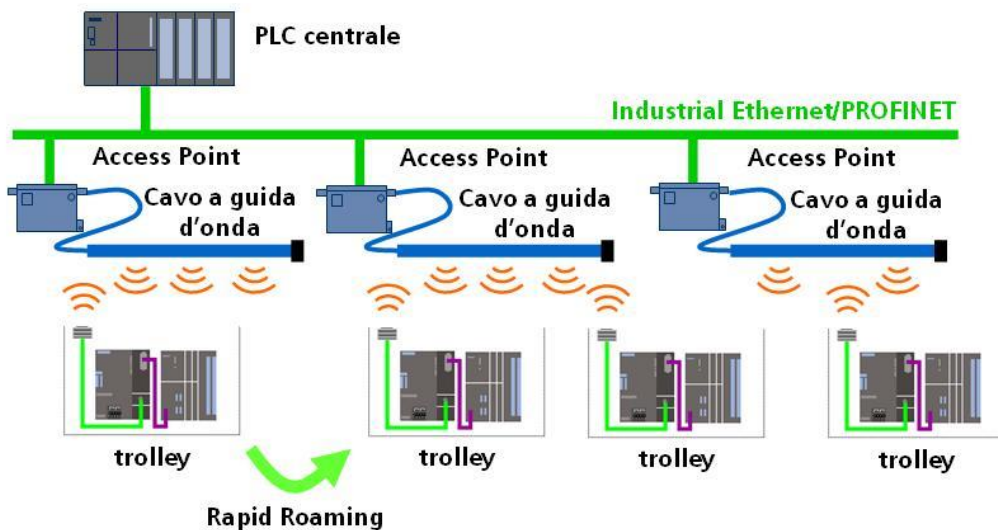 PLC centrale
Industrial Ethernet/PROFINET
Access Point
Access Point
Access Point
Cavo a guida
d'onda
Cavo a guida
d'onda
Cavo a guida
d'onda
trolley
trolley
trolley
trolley
Rapid Roaming